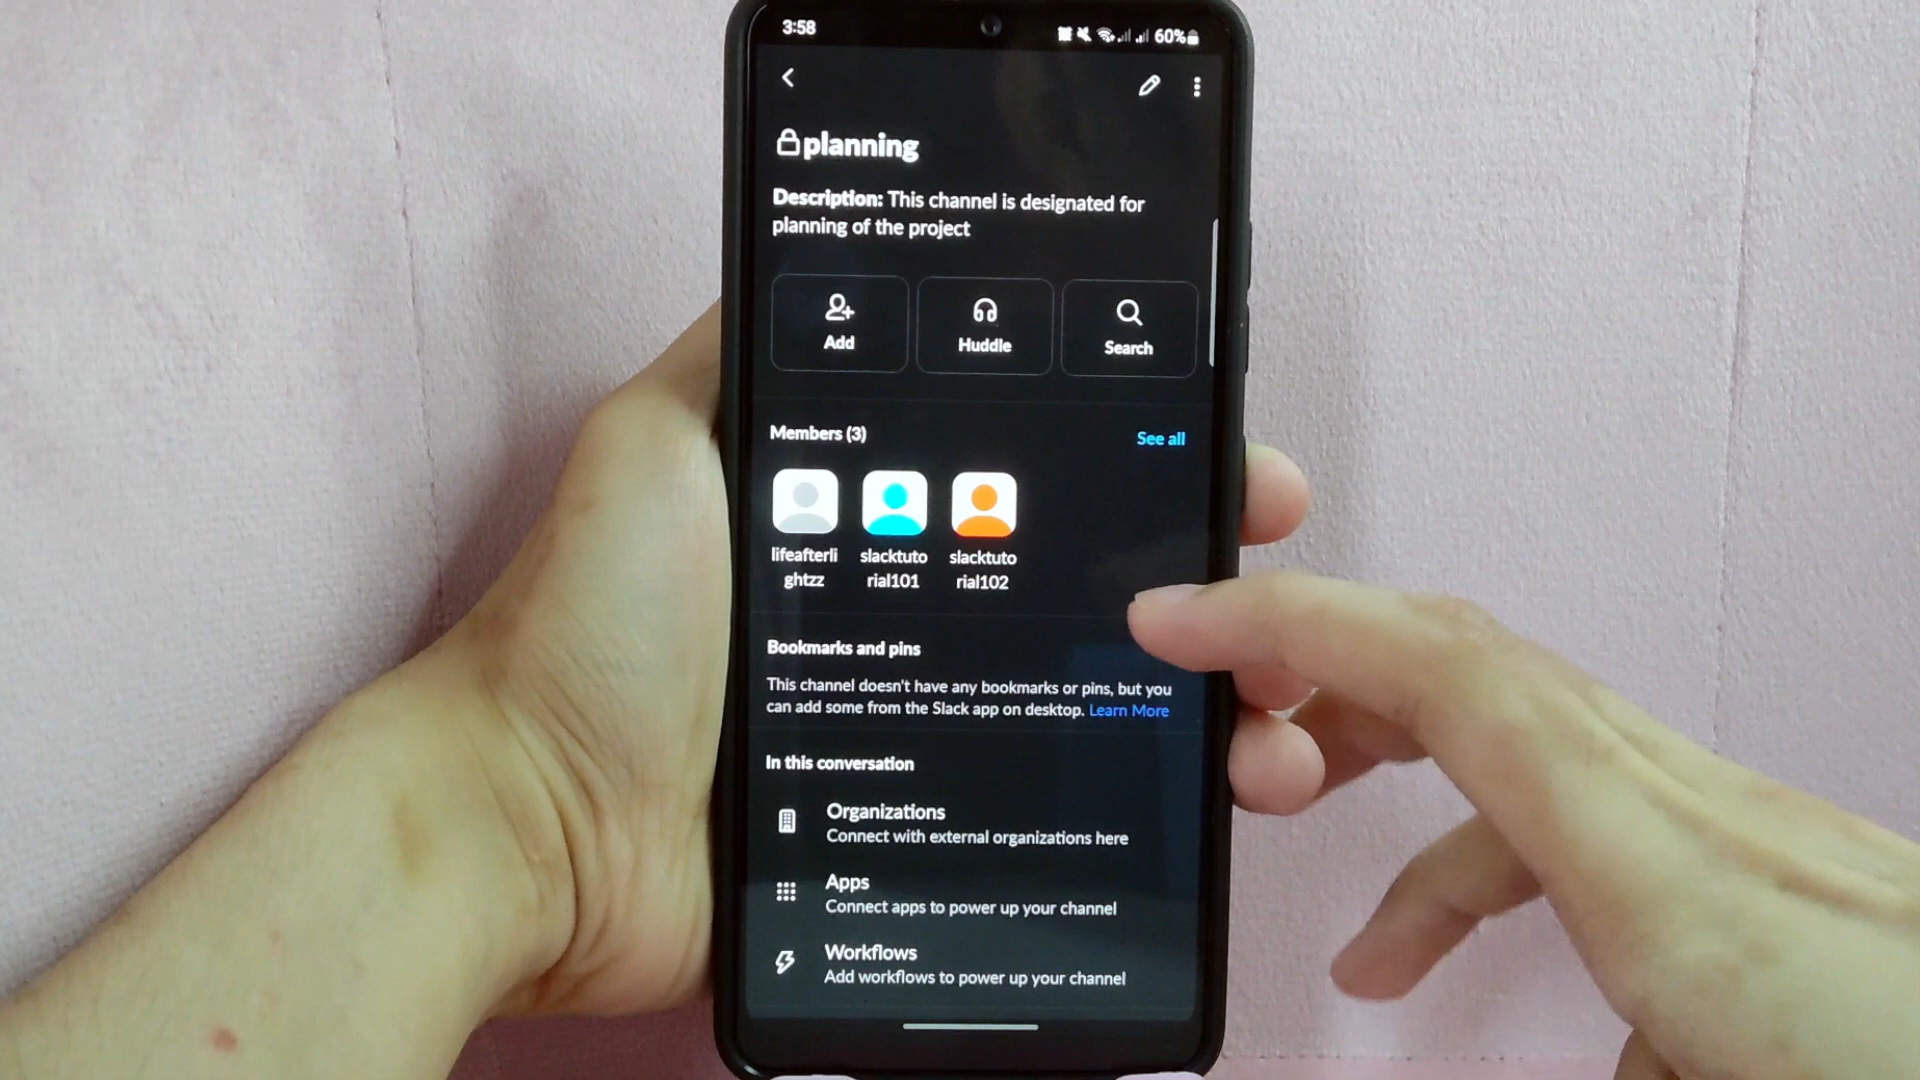 3:58
60%
planning
Description: This channel is designated for
planning of the project
Add
Huddle
Search
Members (3)
See all
lifeafterli
ghtzz
slacktuto
rial101
slacktuto
rial102
Bookmarks and pins
This channel doesn't have any bookmarks or pins, but you
can add some from the Slack app on desktop. Learn More
In this conversation
Organizations
Connect with external organizations here
Apps
Connect apps to power up your channel
Workflows
Add workflows to power up your channel